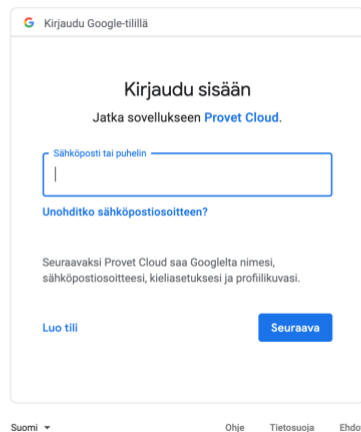 Kirjaudu Google-tilillä
Kirjaudu sisään
Jatka sovellukseen Provet Cloud.
Sähköposti tai puhelin
Unohditko sähköpostiosoitteen?
Seuraavaksi Provet Cloud saa Googlelta nimesi,
sähköpostiosoitteesi, kieliasetuksesi ja profiilikuvasi.
Luo tili
Seuraava
Suomi
Ohje
Tietosuoja
Ehdo